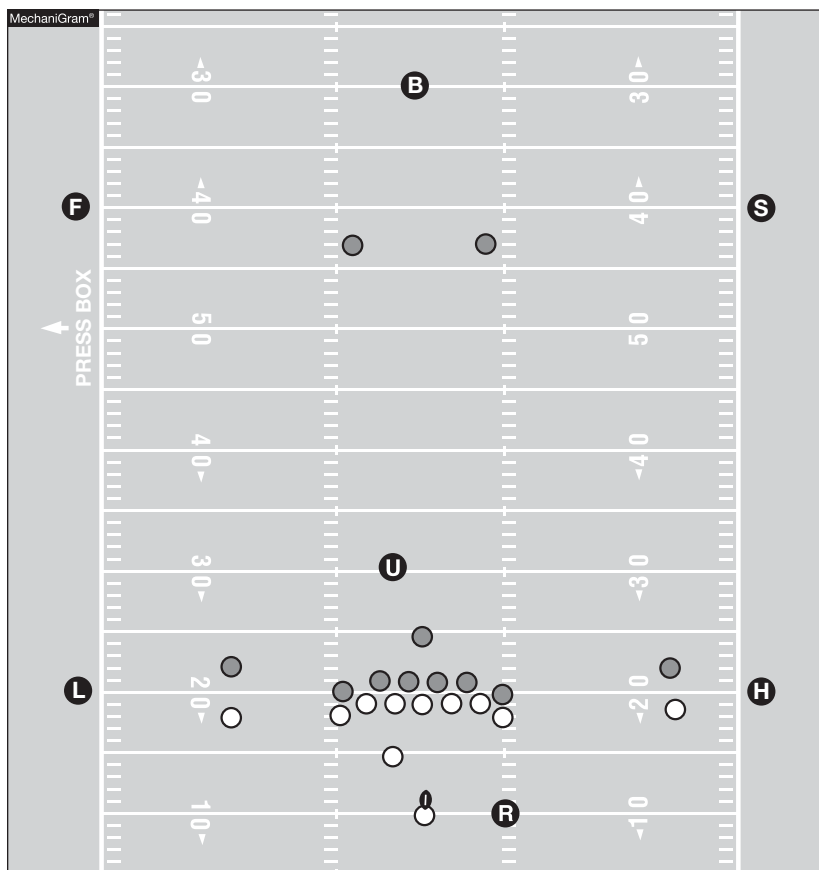 MechaniGram®
◄30 30►
B
◄40 40►
F S
PRESS BOX
50 50
40► ◄40
U
30► ◄30
L 20► ◄20 H
10► R ◄10